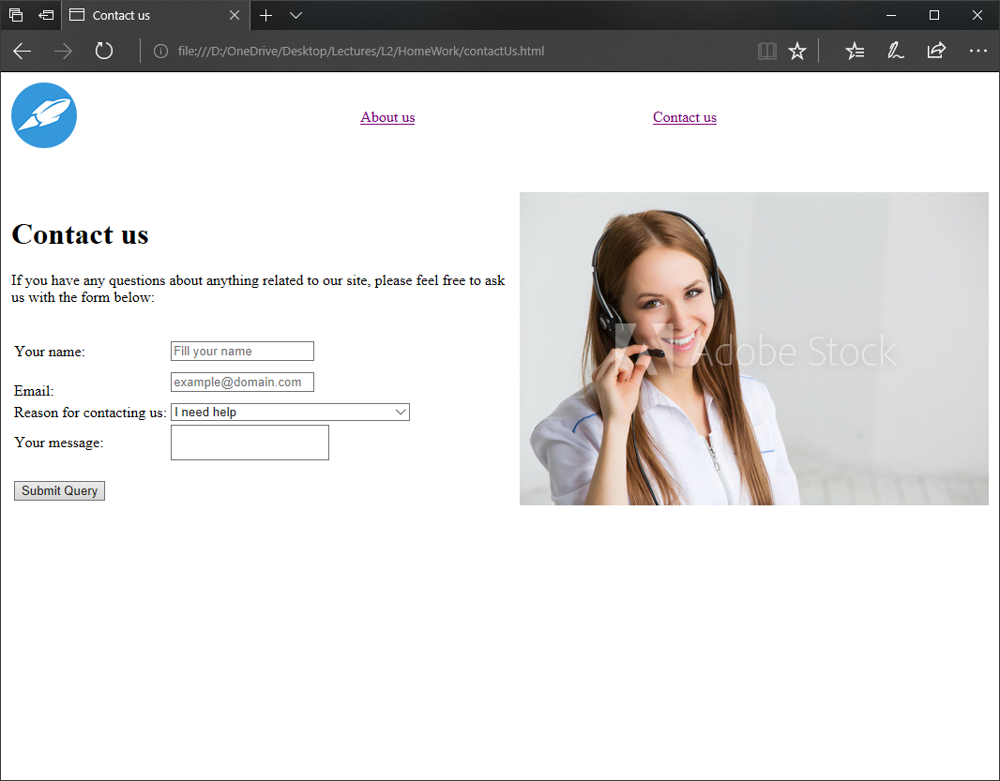 Contact us
file:///D:/OneDrive/Desktop/Lectures/L2/HomeWork/contactUs.html
About us
Contact us
Contact us
If you have any questions about anything related to our site, please feel free to ask
us with the form below:
Your name:
Fill your name
Email:
example@domain.com
Reason for contacting us:
I need help
Your message:
Submit Query
Adobe Stock